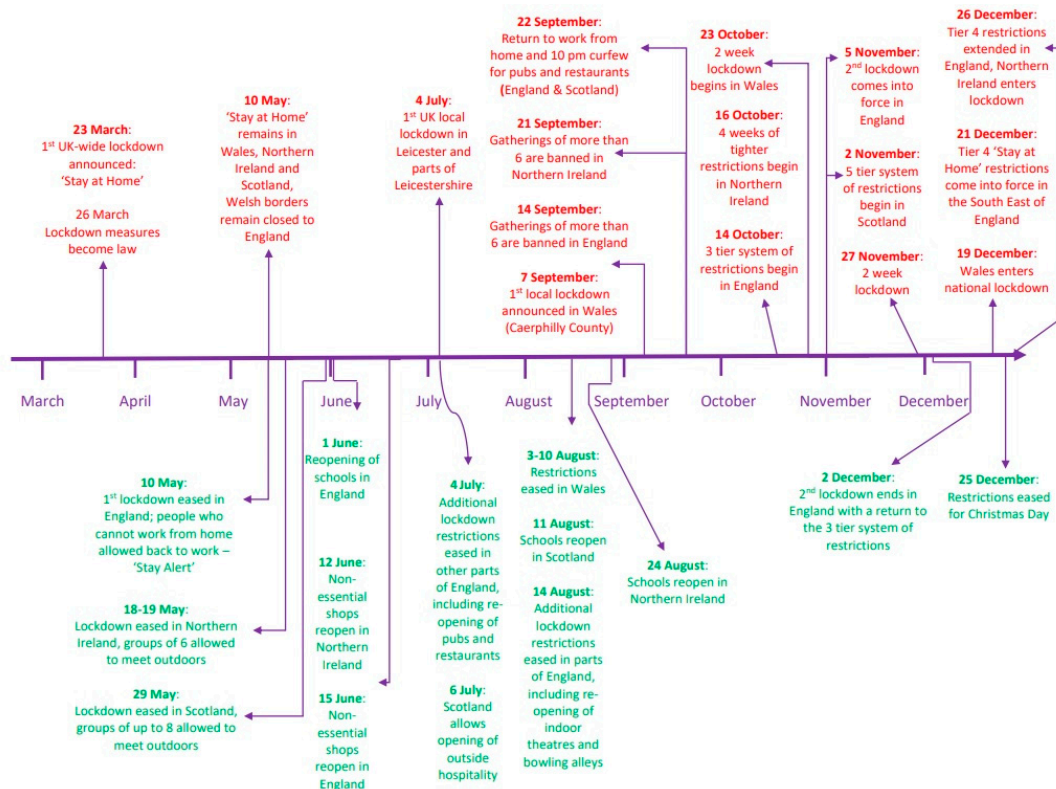 23 March:
1st UK-wide lockdown
announced:
‘Stay at Home’
26 March
Lockdown measures
become law
10 May:
‘Stay at Home’
remains in
Wales, Northern
Ireland and
Scotland,
Welsh borders
remain closed to
England
4 July:
1st UK local
lockdown in
Leicester and
parts of
Leicestershire
22 September:
Return to work from
home and 10 pm curfew
for pubs and restaurants
(England & Scotland)
21 September:
Gatherings of more than
6 are banned in
Northern Ireland
14 September:
Gatherings of more than
6 are banned in England
7 September:
1st local lockdown
announced in Wales
(Caerphilly County)
23 October:
2 week
lockdown
begins in Wales
16 October:
4 weeks of
tighter
restrictions
begin in
Northern
Ireland
14 October:
3 tier system of
restrictions begin
in England
5 November:
2nd lockdown
comes into
force in
England
2 November:
5 tier system
of restrictions
begin in
Scotland
27 November:
2 week
lockdown
26 December:
Tier 4 restrictions
extended in
England, Northern
Ireland enters
lockdown
21 December:
Tier 4 ‘Stay at
Home’ restrictions
come into force in
the South East of
England
19 December:
Wales enters
national lockdown
March
April
May
June
July
August
September
October
November
December
10 May:
1st lockdown eased in
England; people who
cannot work from home
allowed back to work –
‘Stay Alert’
18-19 May:
Lockdown eased in Northern
Ireland, groups of 6 allowed
to meet outdoors
29 May:
Lockdown eased in Scotland,
groups of up to 8 allowed to
meet outdoors
1 June:
Reopening of
schools in
England
12 June:
Non-
essential
shops
reopen in
Northern
Ireland
15 June:
Non-
essential
shops
reopen in
England
4 July:
Additional
lockdown
restrictions
eased in
other parts
of England,
including re-
opening of
pubs and
restaurants
6 July:
Scotland
allows
opening of
outside
hospitality
3-10 August:
Restrictions
eased in Wales
11 August:
Schools reopen
in Scotland
14 August:
Additional
lockdown
restrictions
eased in parts
of England,
including re-
opening of
indoor
theatres and
bowling alleys
24 August:
Schools reopen in
Northern Ireland
2 December:
2nd lockdown ends in
England with a return to
the 3 tier system of
restrictions
25 December:
Restrictions eased
for Christmas Day